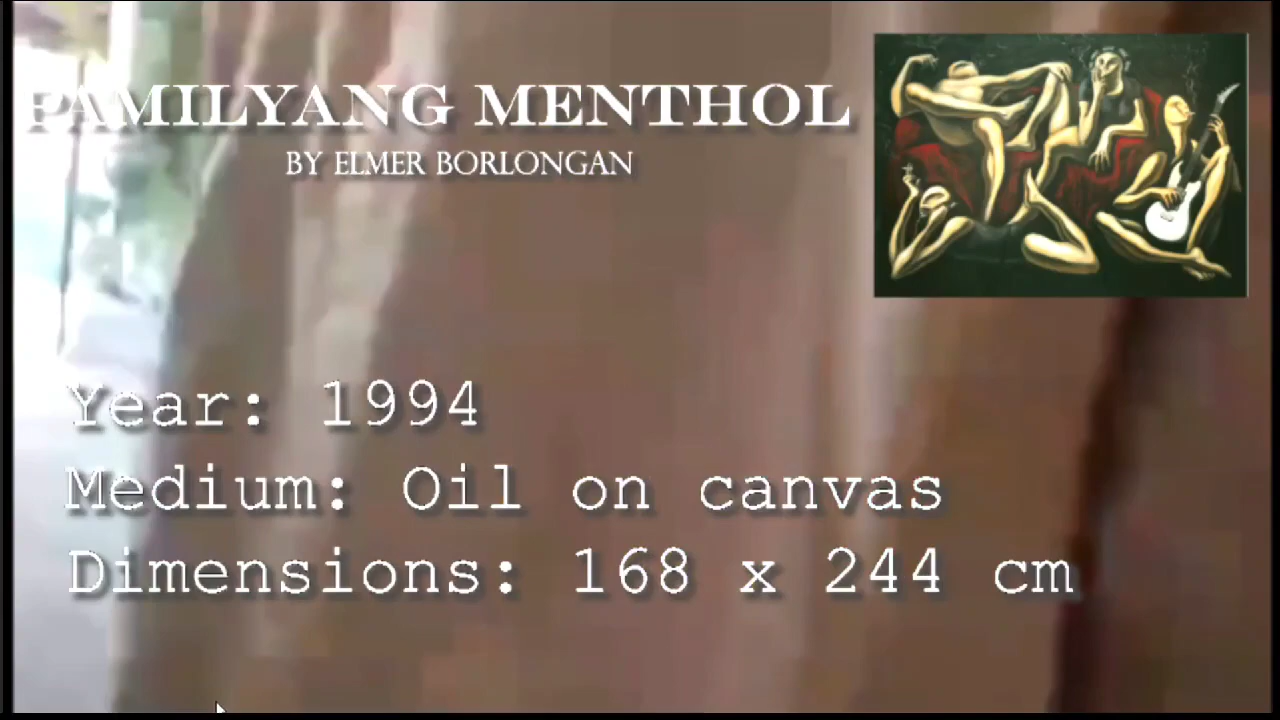 PAMILYANG MENTHOL
BY ELMER BORLONGAN
Year: 1994
Medium: Oil on canvas
Dimensions: 168 x 244 cm